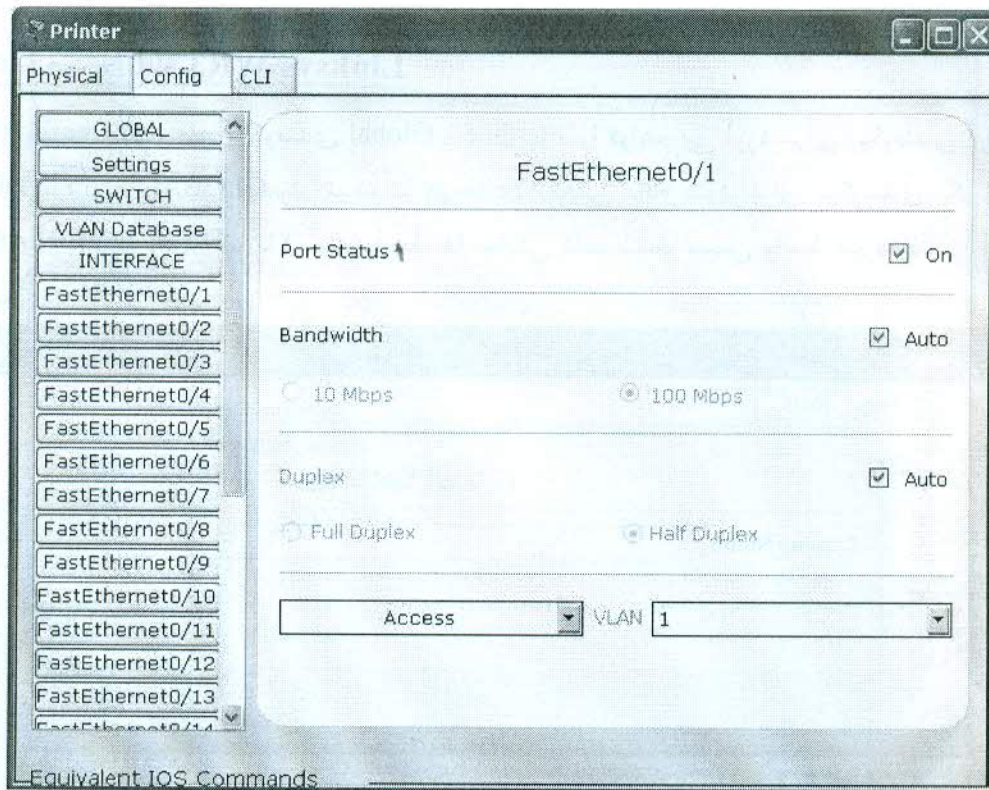 Printer
Physical Config CLI
GLOBAL
Settings
SWITCH
VLAN Database
INTERFACE
FastEthernet0/1
FastEthernet0/2
FastEthernet0/3
FastEthernet0/4
FastEthernet0/5
FastEthernet0/6
FastEthernet0/7
FastEthernet0/8
FastEthernet0/9
FastEthernet0/10
FastEthernet0/11
FastEthernet0/12
FastEthernet0/13
FastEthernet0/14
FastEthernet0/1
Port Status
On
Bandwidth
Auto
10 Mbps
100 Mbps
Duplex
Auto
Full Duplex
Half Duplex
Access
VLAN 1
Equivalent IOS Commands